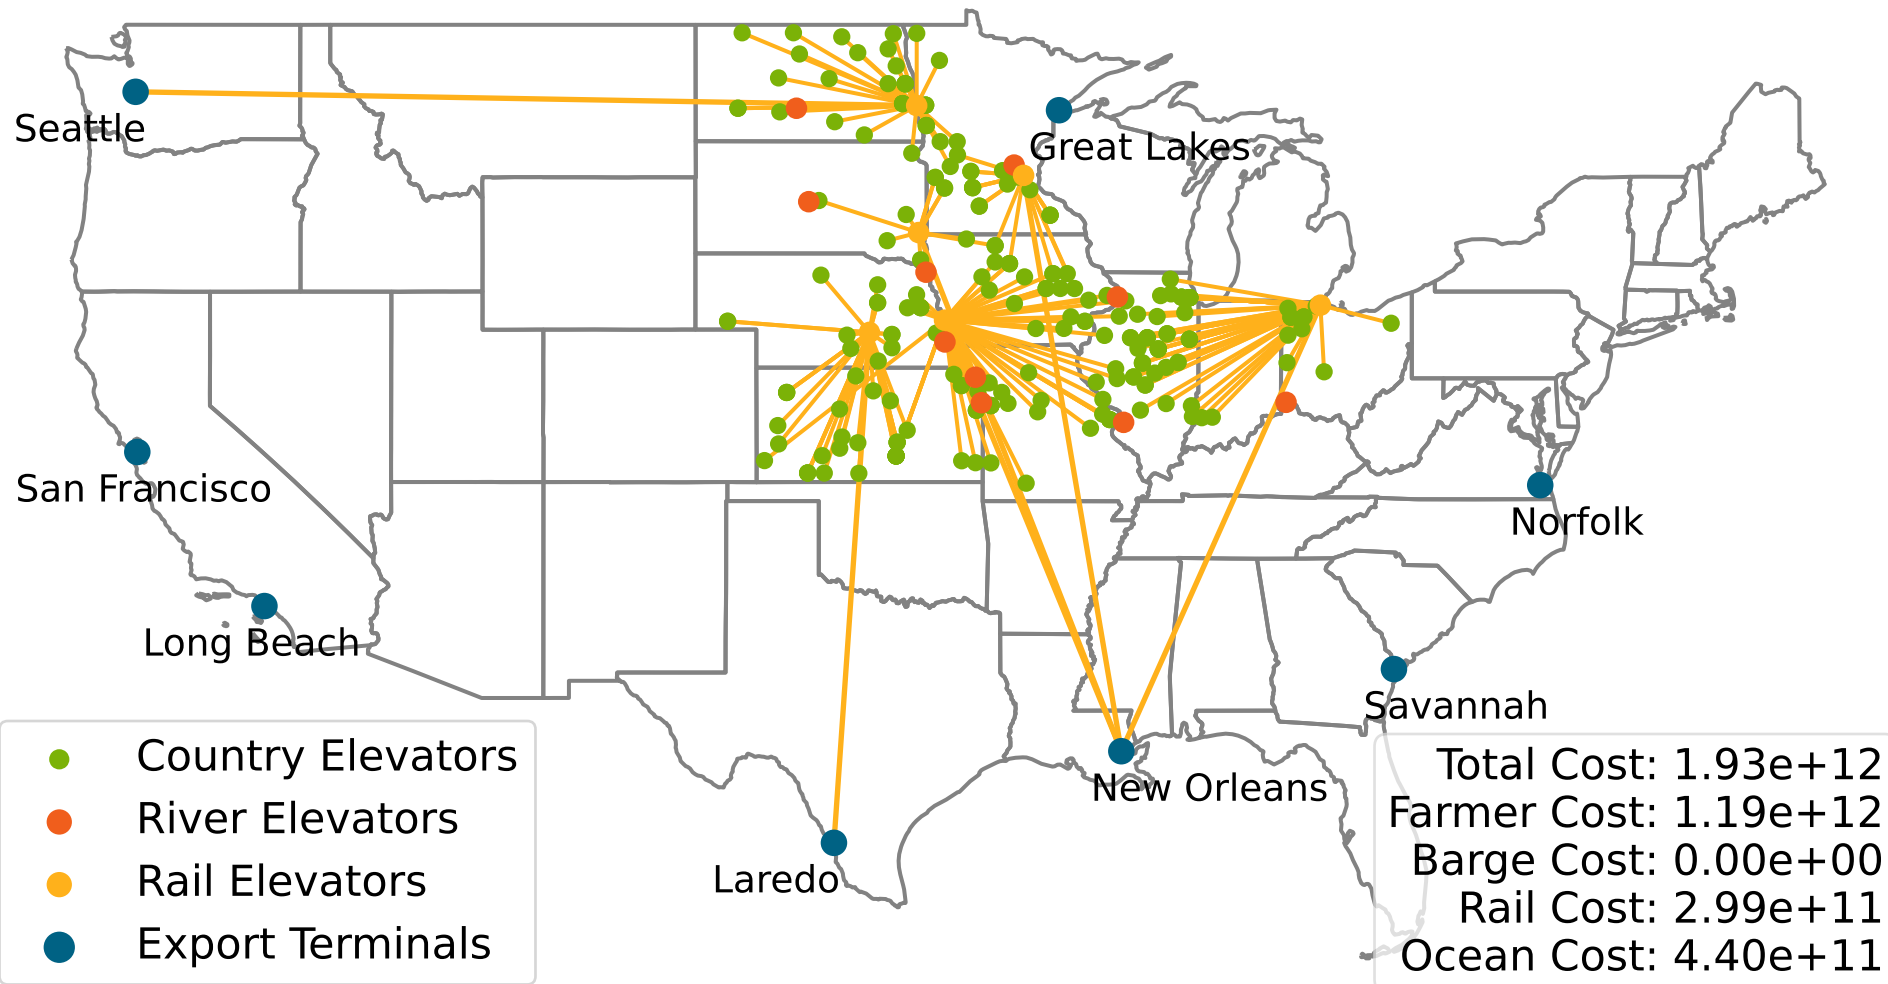 Seattle
Great Lakes
San Francisco
Norfolk
Long Beach
Savannah
New Orleans
Laredo
Country Elevators
River Elevators
Rail Elevators
Export Terminals
Total Cost: 1.93e+12
Farmer Cost: 1.19e+12
Barge Cost: 0.00e+00
Rail Cost: 2.99e+11
Ocean Cost: 4.40e+11